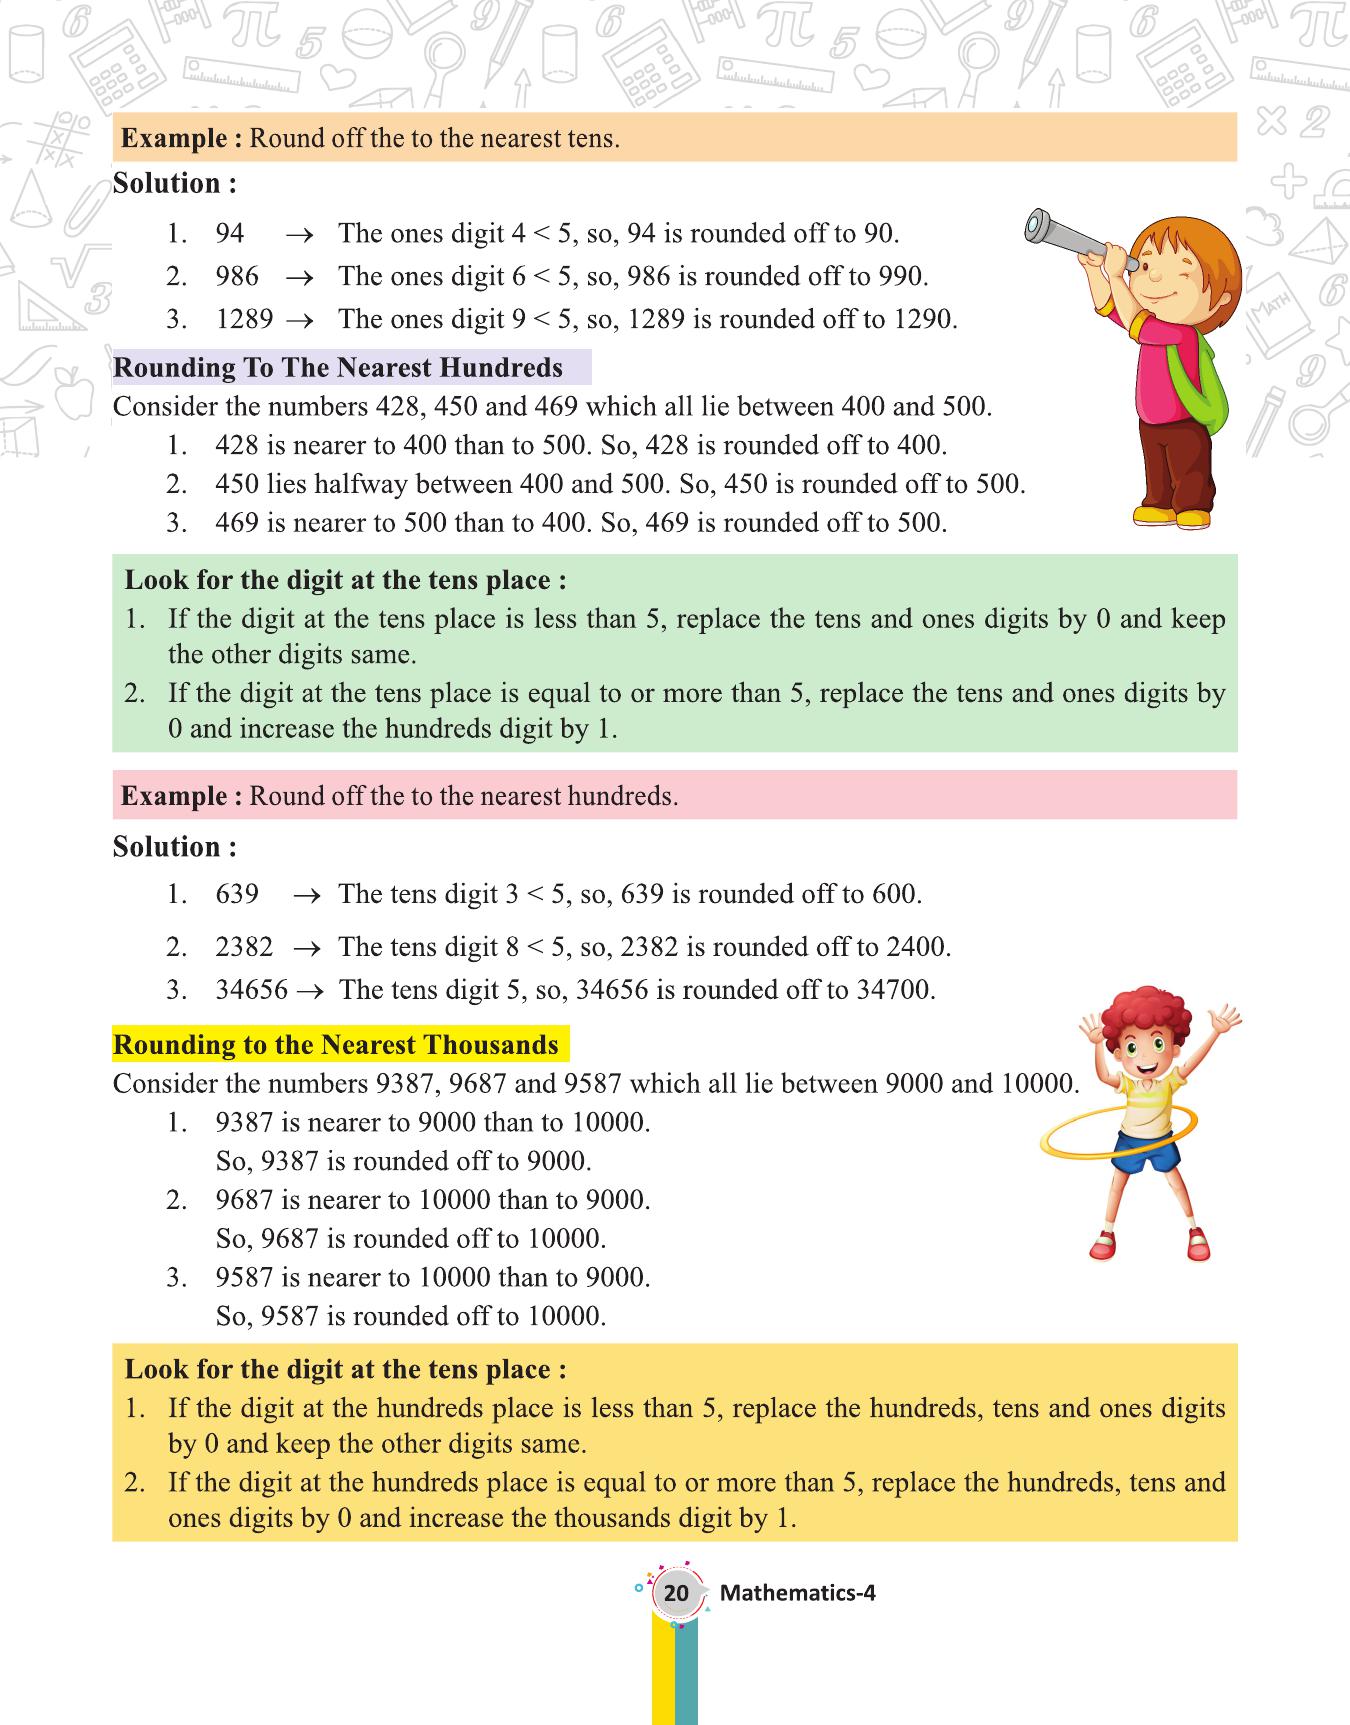 Example : Round off the to the nearest tens.
Solution :
1. 94 → The ones digit 4 < 5, so, 94 is rounded off to 90.
2. 986 → The ones digit 6 < 5, so, 986 is rounded off to 990.
3. 1289 → The ones digit 9 < 5, so, 1289 is rounded off to 1290.
Rounding To The Nearest Hundreds
Consider the numbers 428, 450 and 469 which all lie between 400 and 500.
1. 428 is nearer to 400 than to 500. So, 428 is rounded off to 400.
2. 450 lies halfway between 400 and 500. So, 450 is rounded off to 500.
3. 469 is nearer to 500 than to 400. So, 469 is rounded off to 500.
Look for the digit at the tens place :
1. If the digit at the tens place is less than 5, replace the tens and ones digits by 0 and keep
the other digits same.
2. If the digit at the tens place is equal to or more than 5, replace the tens and ones digits by
0 and increase the hundreds digit by 1.
Example : Round off the to the nearest hundreds.
Solution :
1. 639 → The tens digit 3 < 5, so, 639 is rounded off to 600.
2. 2382 → The tens digit 8 < 5, so, 2382 is rounded off to 2400.
3. 34656 → The tens digit 5, so, 34656 is rounded off to 34700.
Rounding to the Nearest Thousands
Consider the numbers 9387, 9687 and 9587 which all lie between 9000 and 10000.
1. 9387 is nearer to 9000 than to 10000.
So, 9387 is rounded off to 9000.
2. 9687 is nearer to 10000 than to 9000.
So, 9687 is rounded off to 10000.
3. 9587 is nearer to 10000 than to 9000.
So, 9587 is rounded off to 10000.
Look for the digit at the tens place :
1. If the digit at the hundreds place is less than 5, replace the hundreds, tens and ones digits
by 0 and keep the other digits same.
2. If the digit at the hundreds place is equal to or more than 5, replace the hundreds, tens and
ones digits by 0 and increase the thousands digit by 1.
20 Mathematics-4